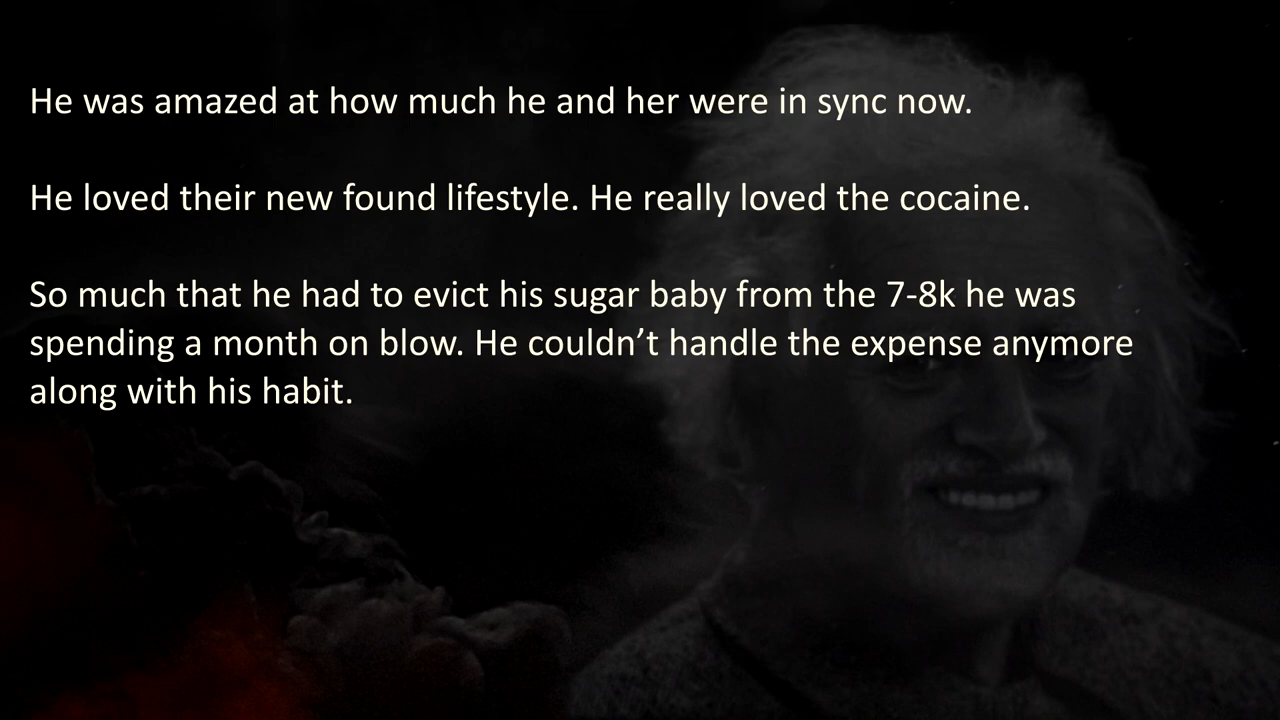 He was amazed at how much he and her were in sync now.
He loved their new found lifestyle. He really loved the cocaine.
So much that he had to evict his sugar baby from the 7-8k he was
spending a month on blow. He couldn’t handle the expense anymore
along with his habit.